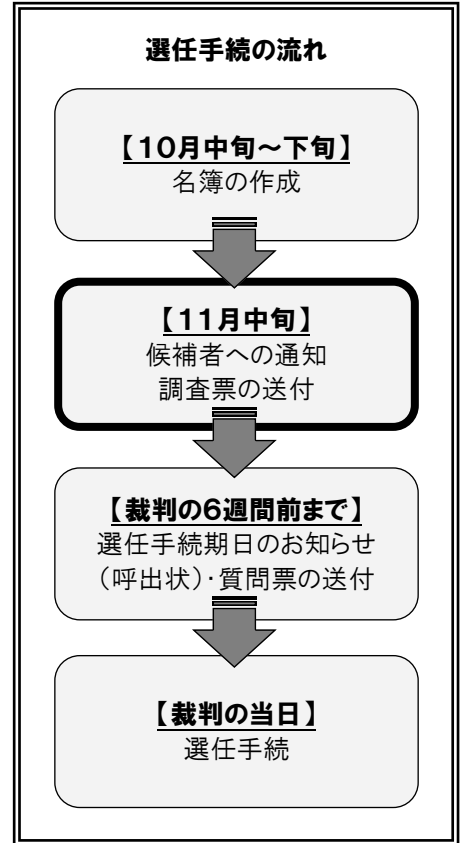 選任手続の流れ
【10月中旬～下旬】
名簿の作成
【11月中旬】
候補者への通知
調査票の送付
【裁判の6週間前まで】
選任手続期日のお知らせ
（呼出状）・質問票の送付
【裁判の当日】
選任手続